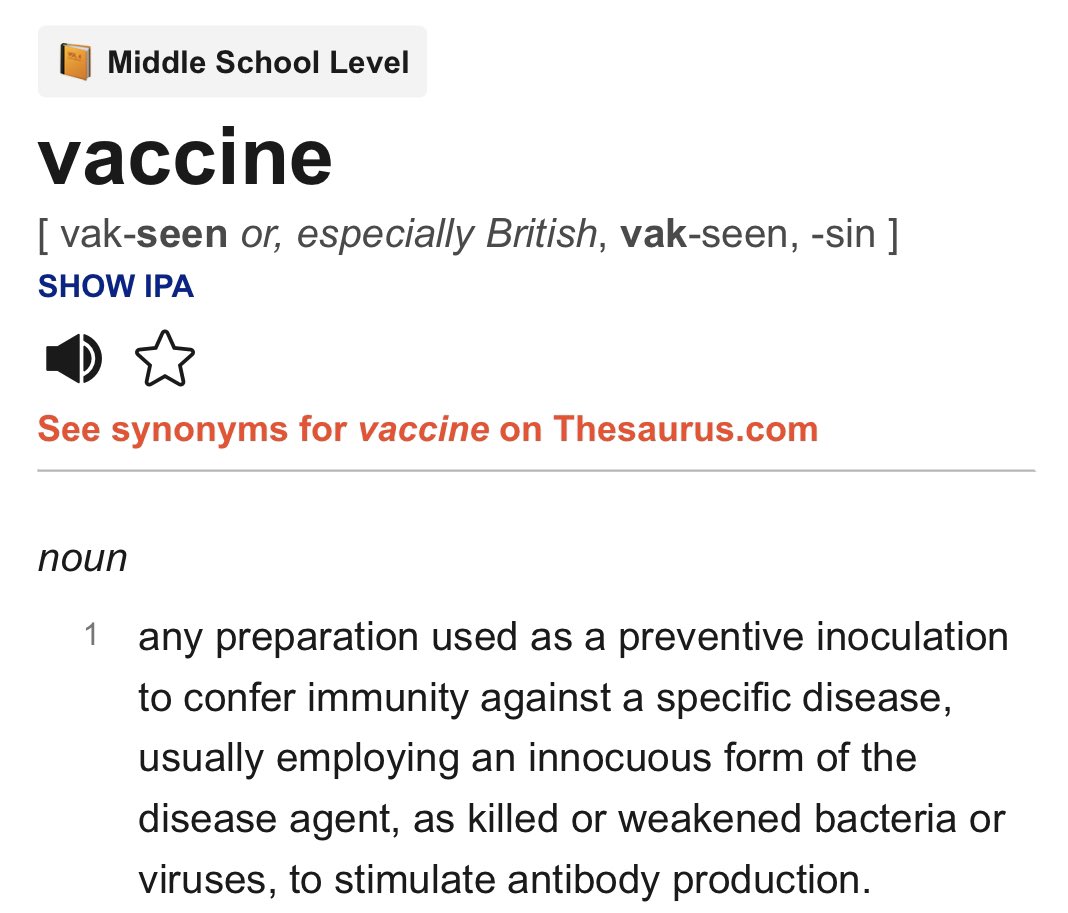 Middle School Level
vaccine
[ vak-seen or, especially British, vak-seen, -sin ]
SHOW IPA
See synonyms for vaccine on Thesaurus.com
noun
1 any preparation used as a preventive inoculation
to confer immunity against a specific disease,
usually employing an innocuous form of the
disease agent, as killed or weakened bacteria or
viruses, to stimulate antibody production.